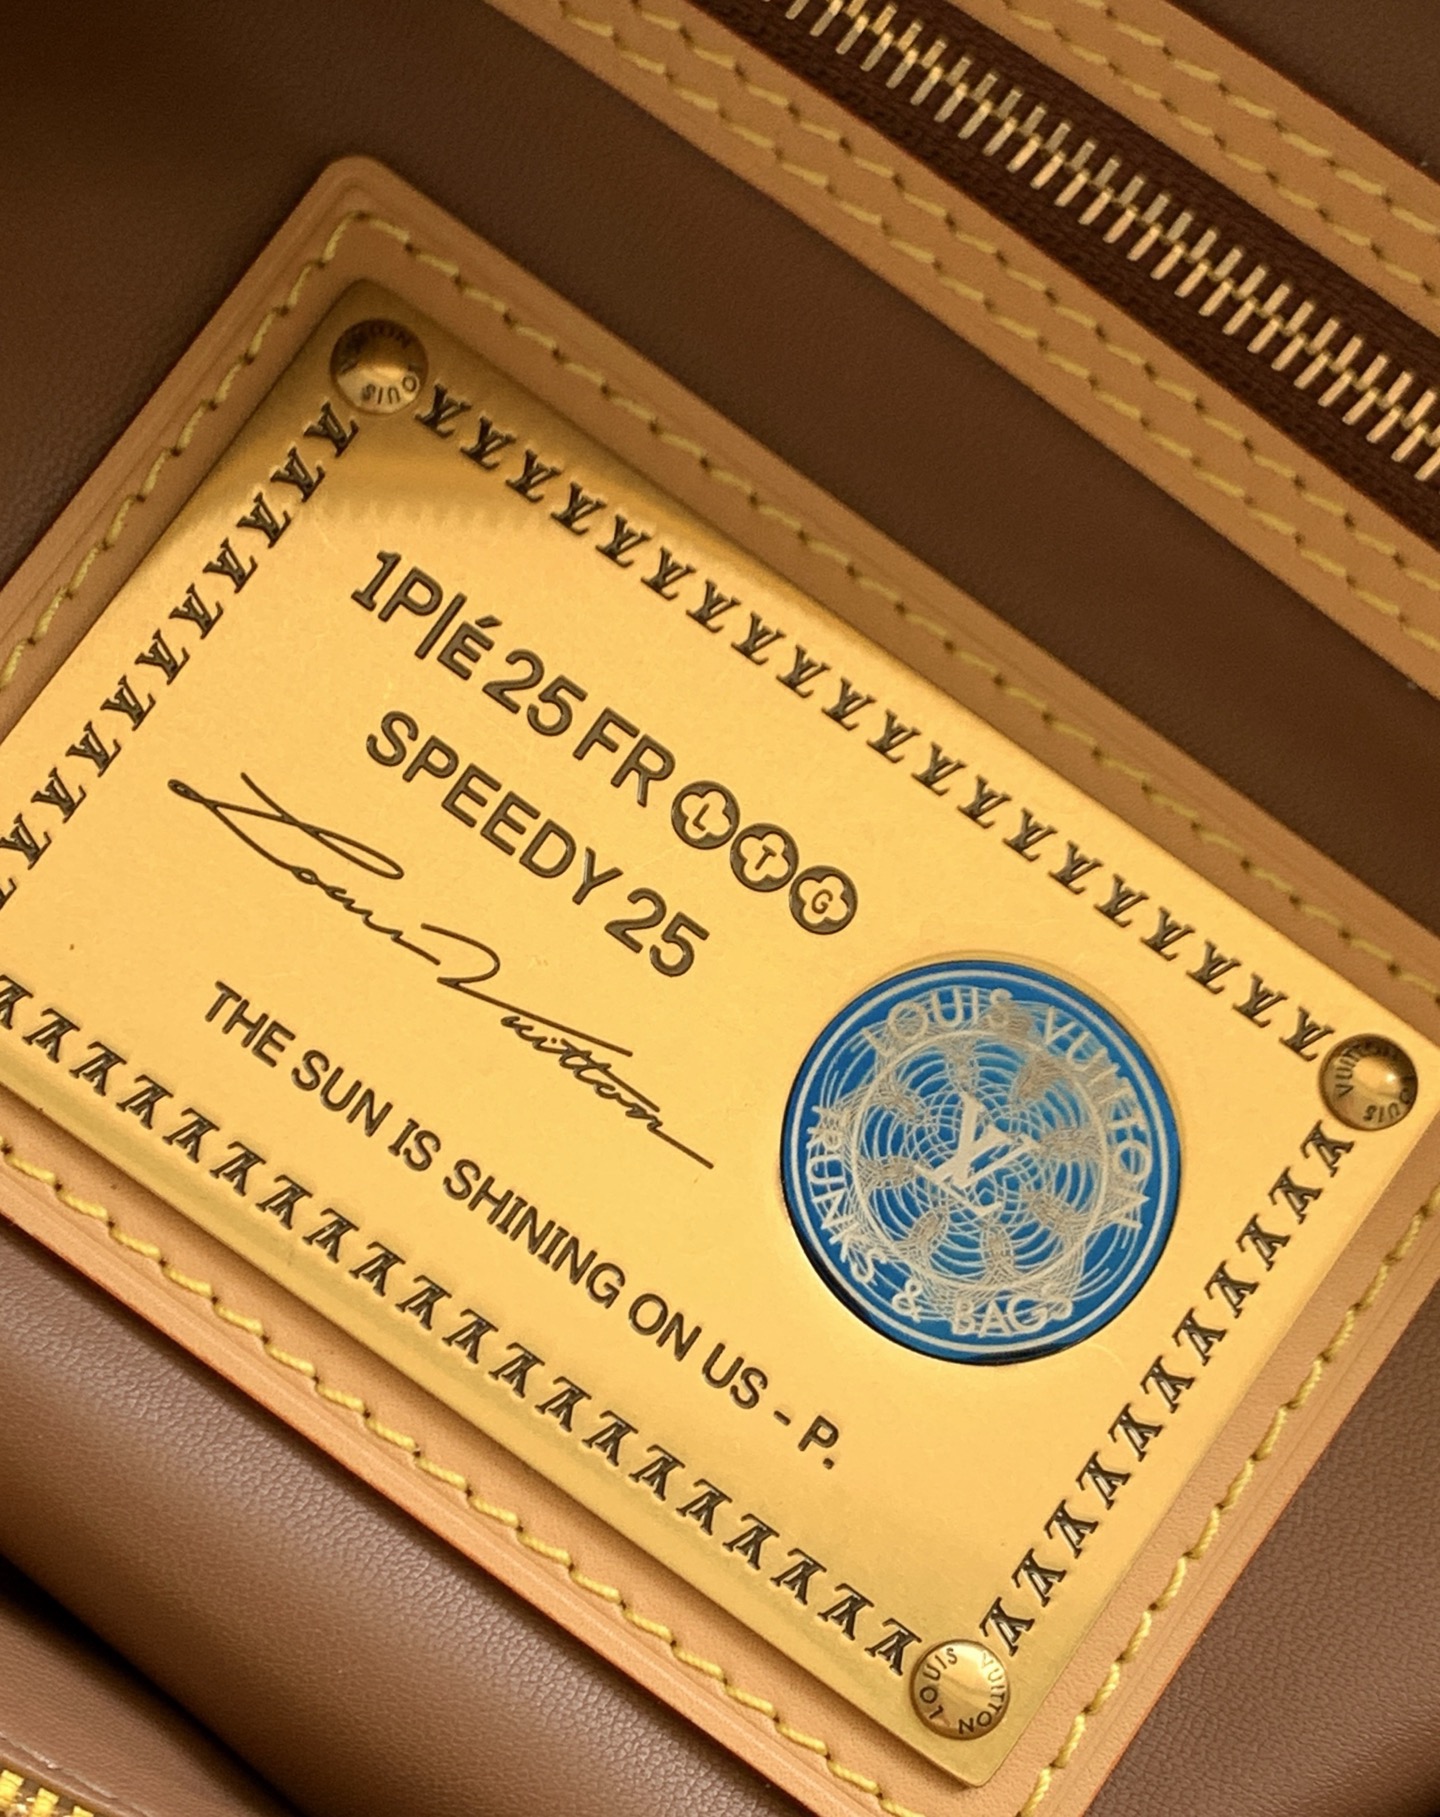 1P|É 25 FR L T G
SPEEDY 25
Louis Vuitton
THE SUN IS SHINING ON US - P.
LOUIS VUITTON
TRUNKS & BAGS
LV
LOUIS VUITTON
LOUIS VUITTON
LOUIS VUITTON